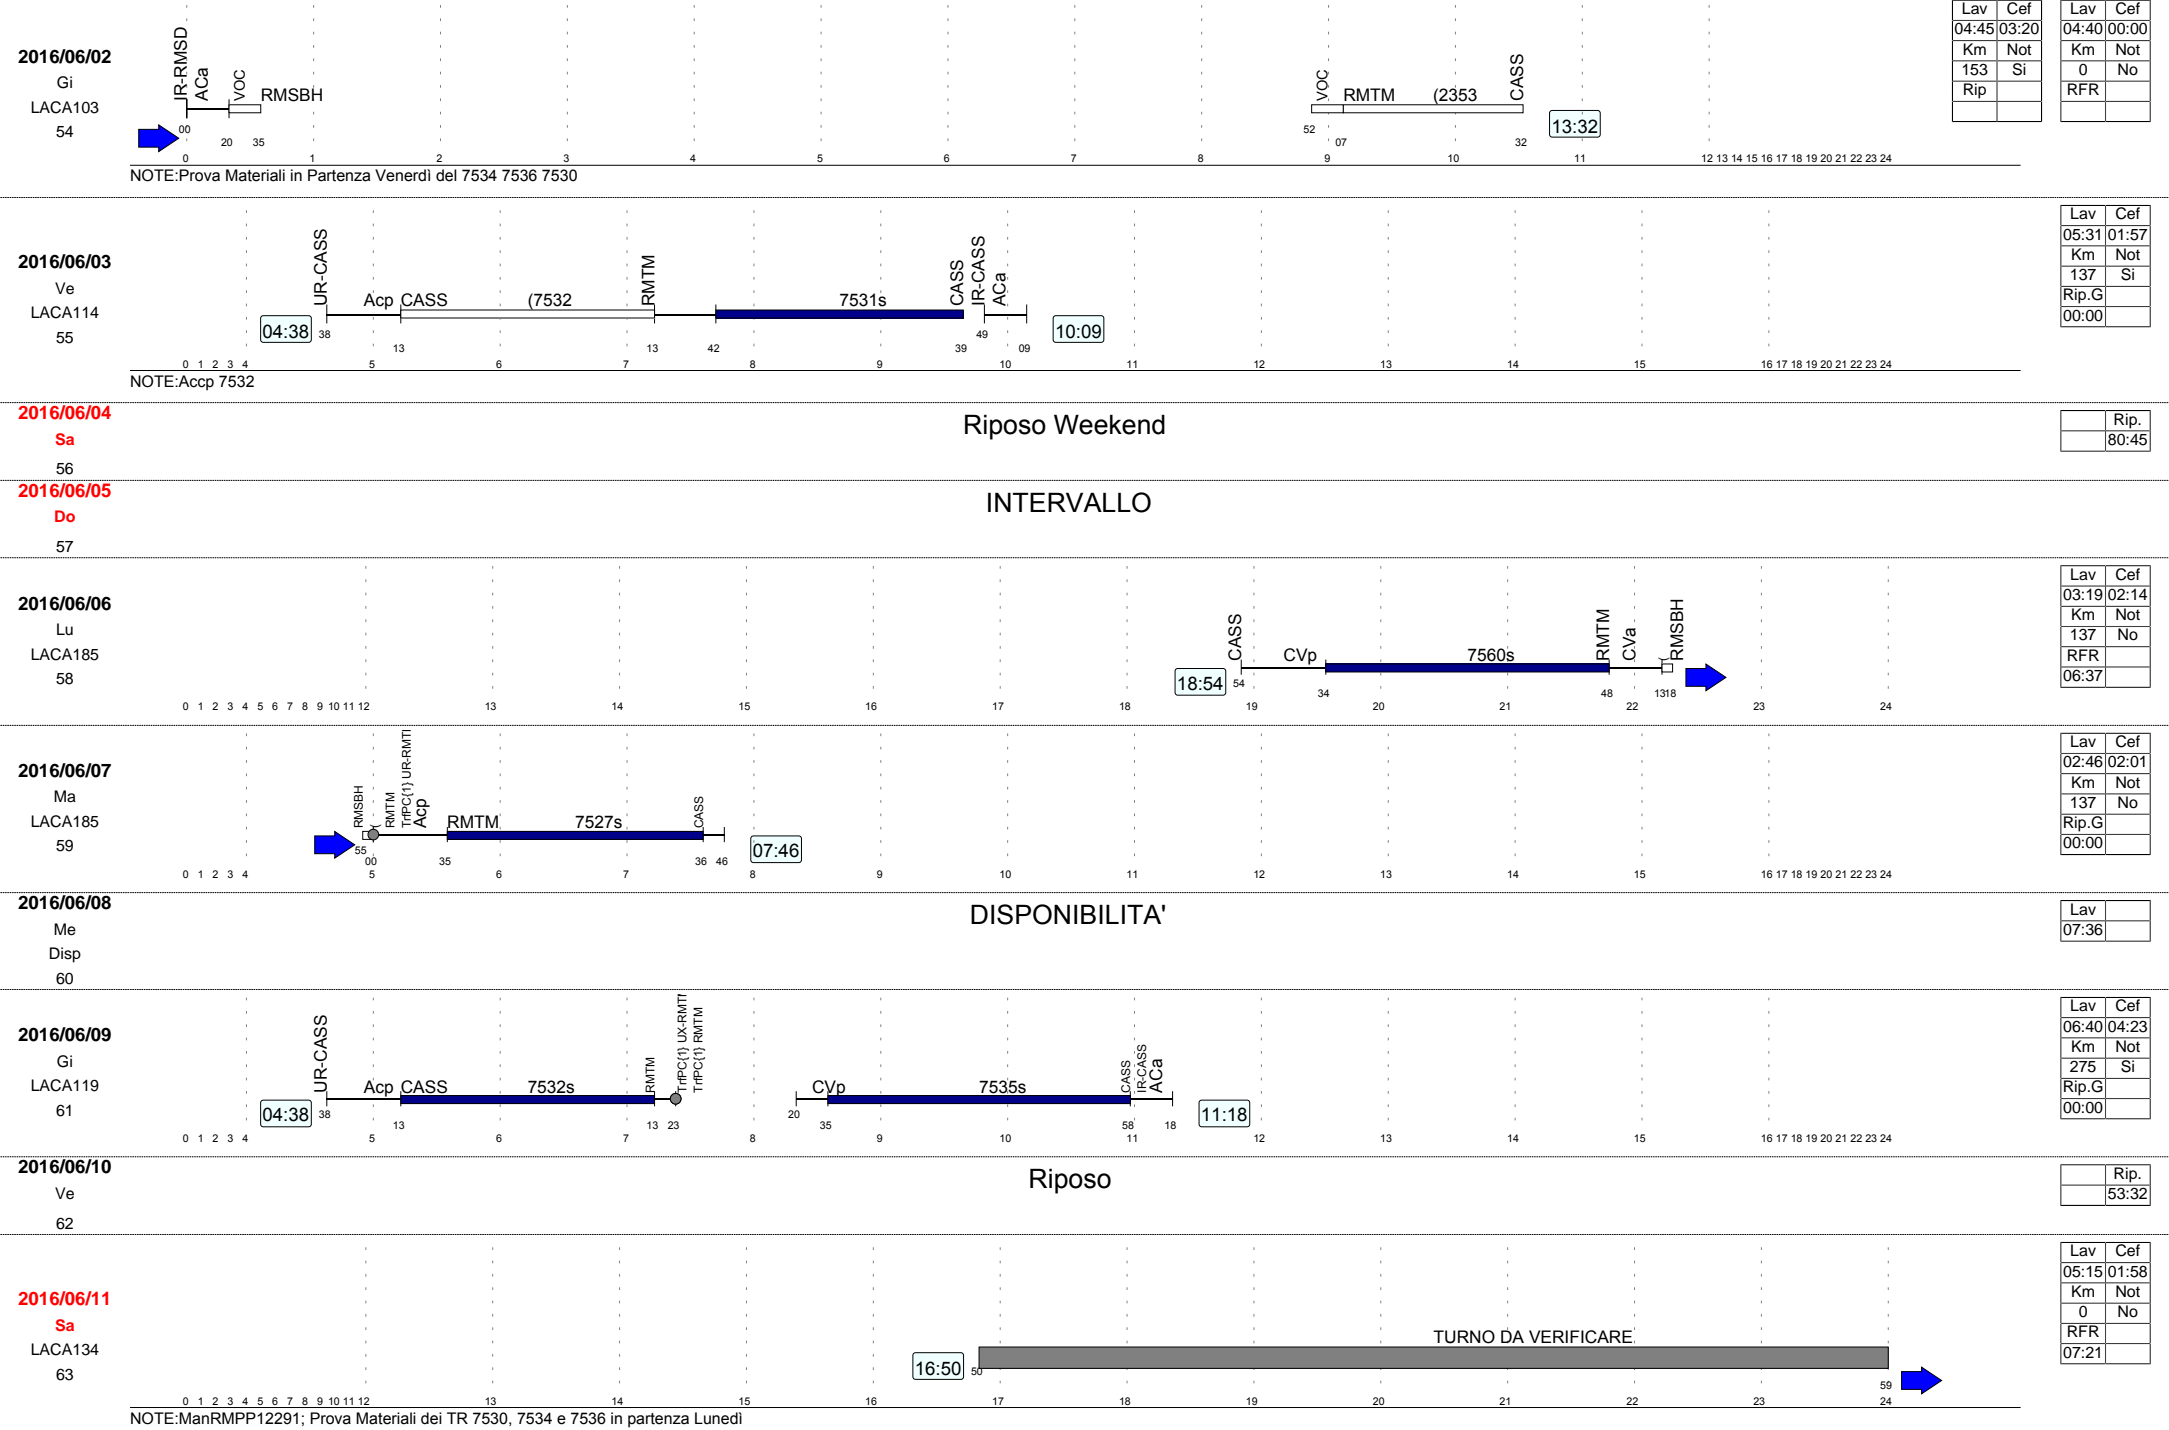 2016/06/02
Gi
LACA103
54
IR-RMSD
ACa
VOC
RMSBH
00
20 35
VOC
RMTM (2353
CASS
52
07
32
13:32
Lav Cef
04:45 03:20
Km Not
153 Si
Rip
Lav Cef
04:40 00:00
Km Not
0 No
RFR
0 1 2 3 4 5 6 7 8 9 10 11 12 13 14 15 16 17 18 19 20 21 22 23 24
NOTE:Prova Materiali in Partenza Venerdì del 7534 7536 7530
2016/06/03
Ve
LACA114
55
04:38
UR-CASS
38
Acp CASS (7532
RMTM
7531s
CASS
IR-CASS
ACa
13 13 42 39 49 09
10:09
Lav Cef
05:31 01:57
Km Not
137 Si
Rip.G
00:00
0 1 2 3 4 5 6 7 8 9 10 11 12 13 14 15 16 17 18 19 20 21 22 23 24
NOTE:Accp 7532
2016/06/04
Sa
56
Riposo Weekend
Rip.
80:45
2016/06/05
Do
57
INTERVALLO
2016/06/06
Lu
LACA185
58
18:54
CASS
54
CVp 7560s
RMTM
CVa
RMSBH
34 48 13 18
Lav Cef
03:19 02:14
Km Not
137 No
RFR
06:37
0 1 2 3 4 5 6 7 8 9 10 11 12 13 14 15 16 17 18 19 20 21 22 23 24
2016/06/07
Ma
LACA185
59
RMSBH
RMTM
TrfPC{1} UR-RMTI
Acp
RMTM 7527s
CASS
55
00 35 36 46
07:46
Lav Cef
02:46 02:01
Km Not
137 No
Rip.G
00:00
0 1 2 3 4 5 6 7 8 9 10 11 12 13 14 15 16 17 18 19 20 21 22 23 24
2016/06/08
Me
Disp
60
DISPONIBILITA'
Lav
07:36
2016/06/09
Gi
LACA119
61
04:38
UR-CASS
38
Acp CASS 7532s
RMTM
TrfPC{1} UX-RMTI
TrfPC{1} RMTM
CVp 7535s
CASS
IR-CASS
ACa
13 13 23 20 35 58 18
11:18
Lav Cef
06:40 04:23
Km Not
275 Si
Rip.G
00:00
0 1 2 3 4 5 6 7 8 9 10 11 12 13 14 15 16 17 18 19 20 21 22 23 24
2016/06/10
Ve
62
Riposo
Rip.
53:32
2016/06/11
Sa
LACA134
63
16:50
50
TURNO DA VERIFICARE
59
Lav Cef
05:15 01:58
Km Not
0 No
RFR
07:21
0 1 2 3 4 5 6 7 8 9 10 11 12 13 14 15 16 17 18 19 20 21 22 23 24
NOTE:ManRMPP12291; Prova Materiali dei TR 7530, 7534 e 7536 in partenza Lunedì